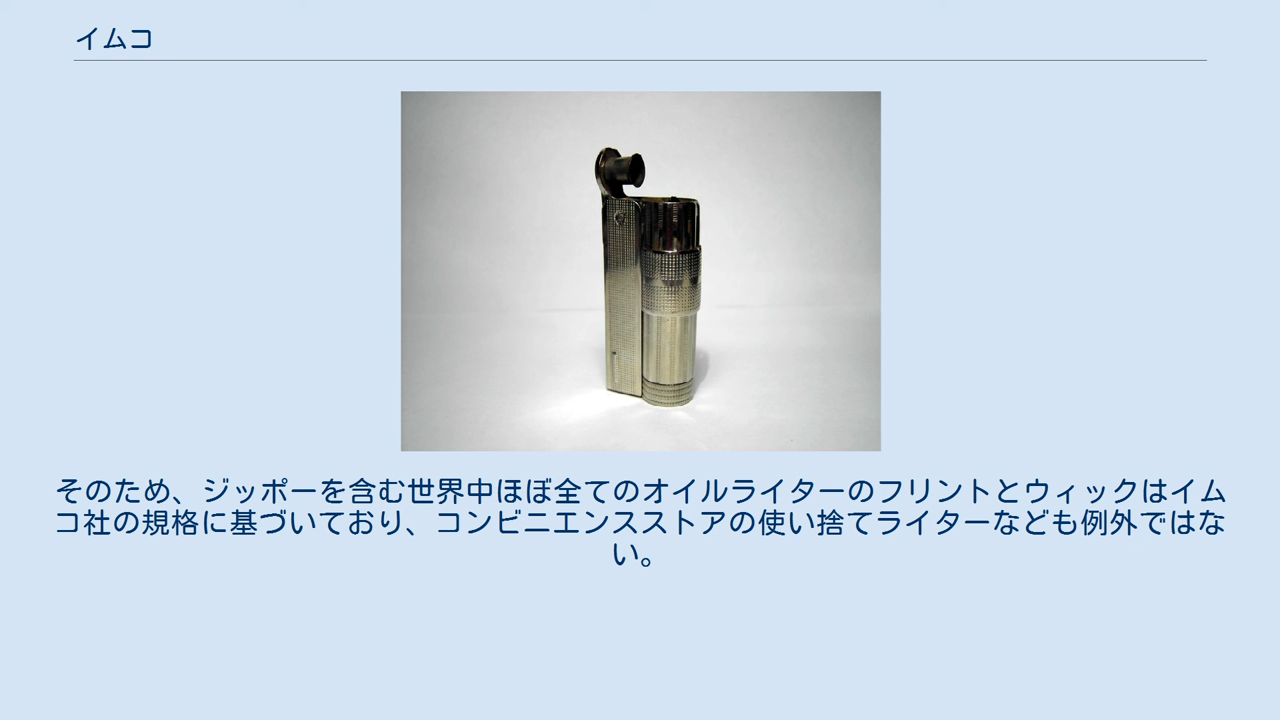 イムコ
そのため、ジッポーを含む世界中ほぼ全てのオイルライターのフリントとウィックはイム
コ社の規格に基づいており、コンビニエンスストアの使い捨てライターなども例外ではな
い。